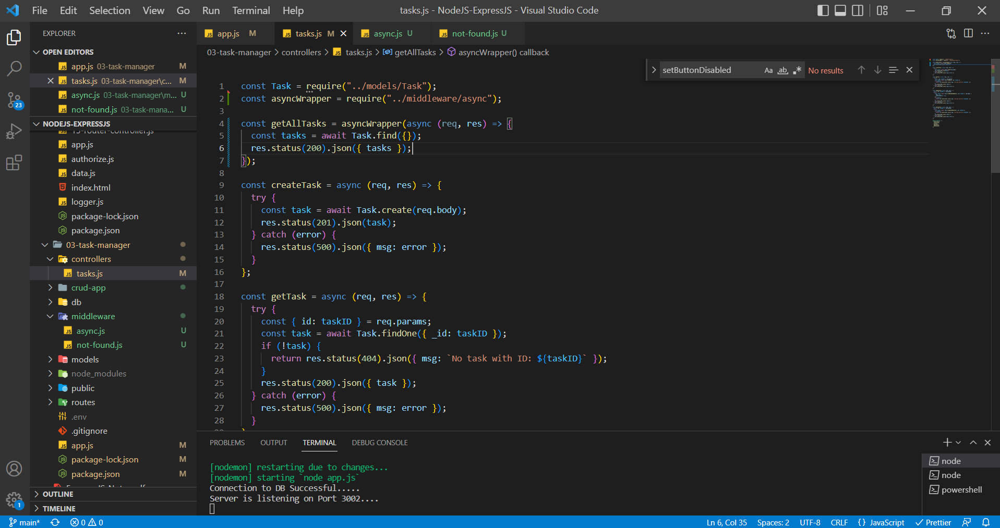 File Edit Selection View Go Run Terminal Help
tasks.js - NodeJS-ExpressJS - Visual Studio Code
EXPLORER
OPEN EDITORS
app.js 03-task-manager M
tasks.js 03-task-manager\c... M
async.js 03-task-manager\m... U
not-found.js 03-task-mana... U
NODEJS-EXPRESSJS
app.js
authorize.js
data.js
index.html
logger.js
package-lock.json
package.json
03-task-manager
controllers
tasks.js M
crud-app
db
middleware
async.js U
not-found.js U
models
node_modules
public
routes
.env
.gitignore
app.js M
package-lock.json M
package.json M
OUTLINE
TIMELINE
23
1
app.js M tasks.js M async.js U not-found.js U
03-task-manager > controllers > tasks.js > getAllTasks > asyncWrapper() callback
setButtonDisabled Aa ab No results
1 const Task = require("../models/Task");
2 const asyncWrapper = require("../middleware/async");
3
4 const getAllTasks = asyncWrapper(async (req, res) => {
5 const tasks = await Task.find({});
6 res.status(200).json({ tasks });
7 });
8
9 const createTask = async (req, res) => {
10 try {
11 const task = await Task.create(req.body);
12 res.status(201).json(task);
13 } catch (error) {
14 res.status(500).json({ msg: error });
15 }
16 };
17
18 const getTask = async (req, res) => {
19 try {
20 const { id: taskID } = req.params;
21 const task = await Task.findOne({ _id: taskID });
22 if (!task) {
23 return res.status(404).json({ msg: `No task with ID: ${taskID}` });
24 }
25 res.status(200).json({ task });
26 } catch (error) {
27 res.status(500).json({ msg: error });
28 }
PROBLEMS OUTPUT TERMINAL DEBUG CONSOLE
[nodemon] restarting due to changes...
[nodemon] starting `node app.js`
Connection to DB Successful.....
Server is listening on Port 3002....
node
node
powershell
main* 0 0 Ln 6, Col 35 Spaces: 2 UTF-8 CRLF {} JavaScript Prettier